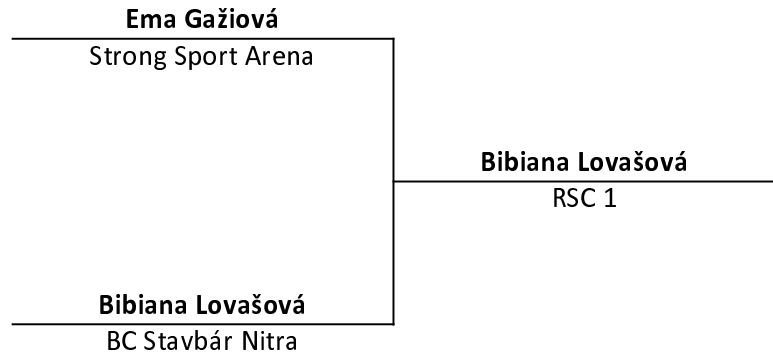 Ema Gažiová
Strong Sport Arena
Bibiana Lovašová
RSC 1
Bibiana Lovašová
BC Stavbár Nitra